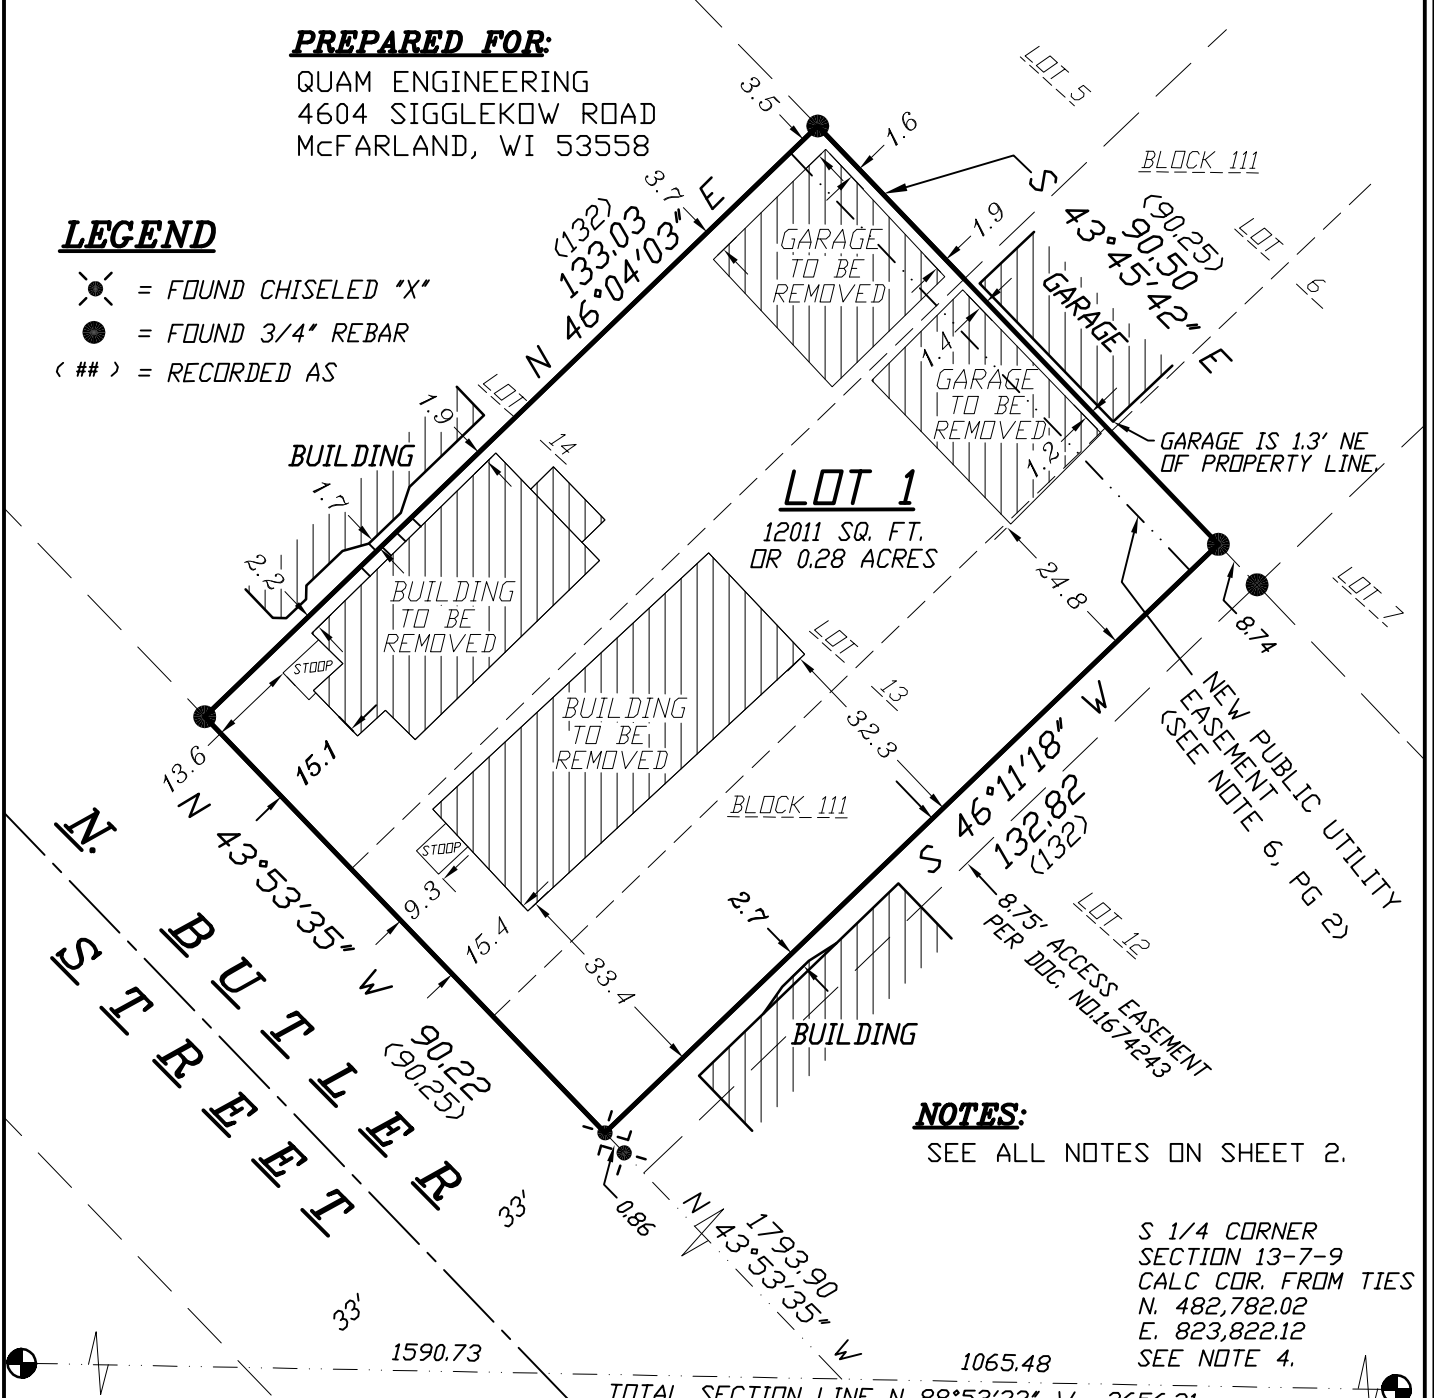 PREPARED FOR:
QUAM ENGINEERING
4604 SIGGLEKOW ROAD
McFARLAND, WI 53558
LEGEND
= FOUND CHISELED "X"
= FOUND 3/4" REBAR
( ## ) = RECORDED AS
3.5
1.6
LOT 5
BLOCK 111
3.7
(132)
133.03
N 46°04'03" E
1.9
(90.25)
90.50
S 43°45'42" E
LOT 6
GARAGE
TO BE
REMOVED
GARAGE
1.4
GARAGE
TO BE
REMOVED
1.2
GARAGE IS 1.3' NE
OF PROPERTY LINE.
LOT 14
1.9
BUILDING
1.7
2.2
LOT 1
12011 SQ. FT.
OR 0.28 ACRES
BUILDING
TO BE
REMOVED
STOOP
24.8
LOT 7
8.74
LOT 13
BUILDING
TO BE
REMOVED
32.3
NEW PUBLIC UTILITY
EASEMENT
(SEE NOTE 6, PG 2)
13.6
15.1
BLOCK 111
S 46°11'18" W
132.82
(132)
STOOP
N 43°53'35" W
9.3
15.4
2.7
8.75' ACCESS EASEMENT
PER DOC. NO.1674243
LOT 12
33.4
BUILDING
N. BUTLER
STREET
90.22
(90.25)
NOTES:
SEE ALL NOTES ON SHEET 2.
0.86
33'
33'
1793.90
N 43°53'35" W
S 1/4 CORNER
SECTION 13-7-9
CALC COR. FROM TIES
N. 482,782.02
E. 823,822.12
SEE NOTE 4.
1590.73
1065.48
TOTAL SECTION LINE N 88°53'22" W 2656.21